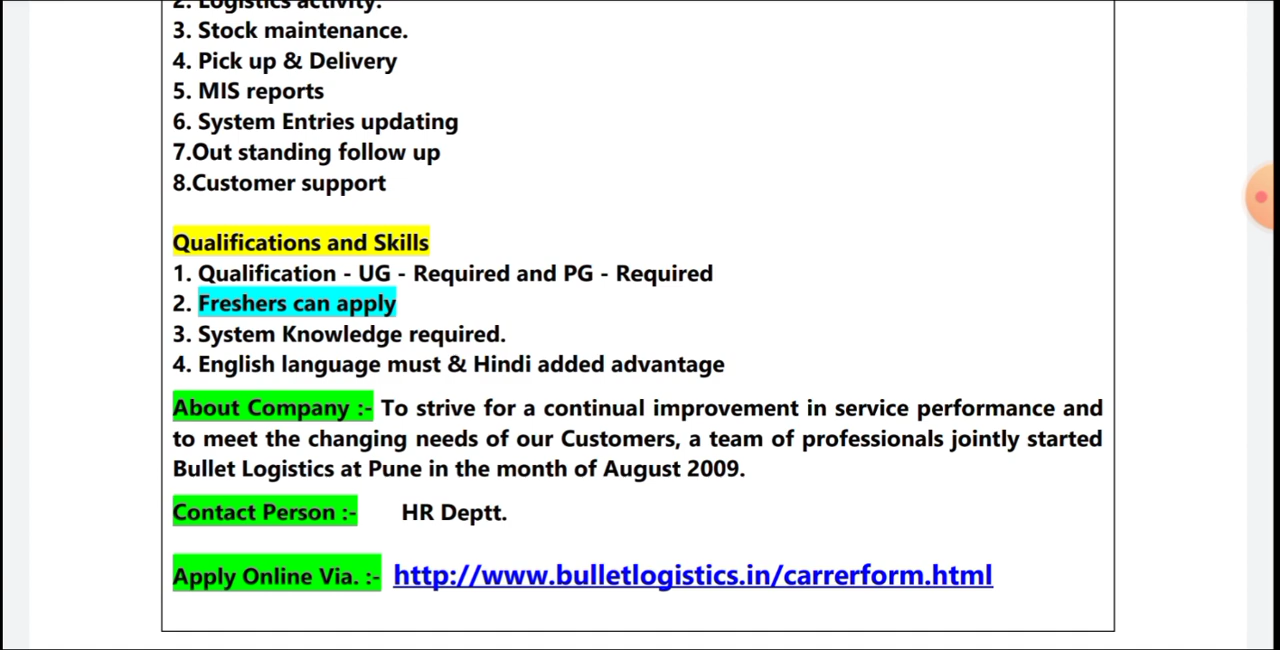 2. Logistics activity.
3. Stock maintenance.
4. Pick up & Delivery
5. MIS reports
6. System Entries updating
7.Out standing follow up
8.Customer support
Qualifications and Skills
1. Qualification - UG - Required and PG - Required
2. Freshers can apply
3. System Knowledge required.
4. English language must & Hindi added advantage
About Company :- To strive for a continual improvement in service performance and
to meet the changing needs of our Customers, a team of professionals jointly started
Bullet Logistics at Pune in the month of August 2009.
Contact Person :- HR Deptt.
Apply Online Via. :- http://www.bulletlogistics.in/carrerform.html